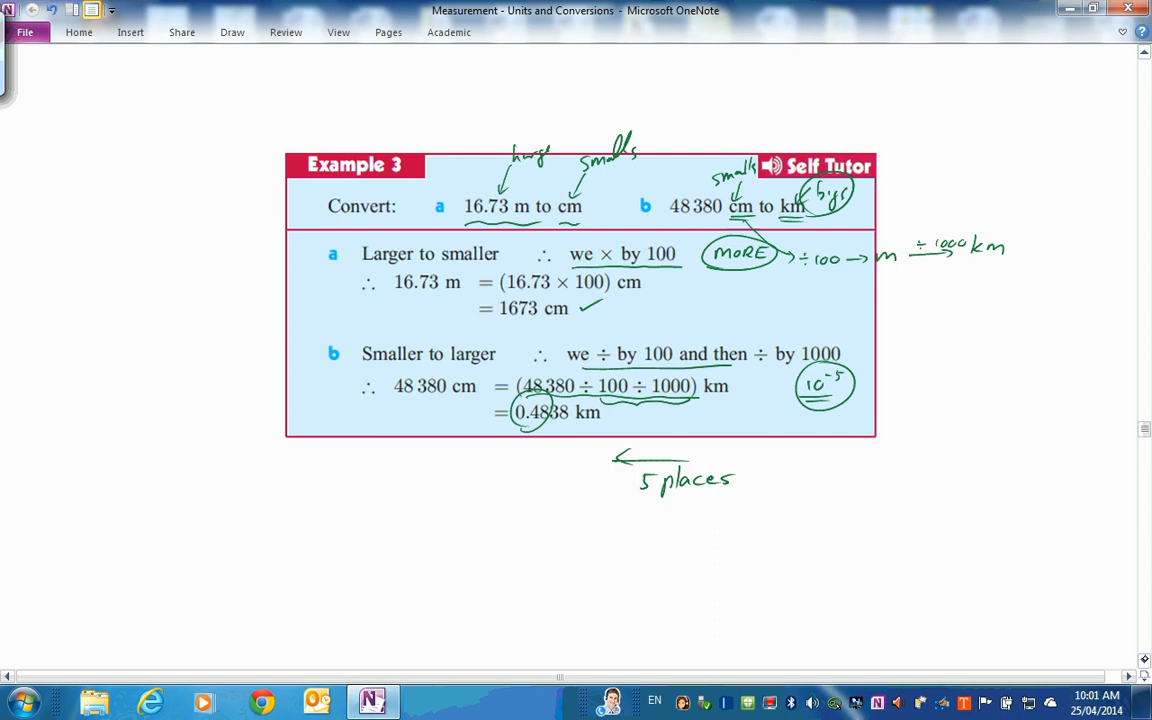 Measurement - Units and Conversions - Microsoft OneNote
File Home Insert Share Draw Review View Pages Academic
huge smalls
Example 3 smalls Self Tutor
Convert: a 16.73 m to cm b 48 380 cm to km bigs
a Larger to smaller ∴ we × by 100 MORE ÷100 → m ÷1000 → km
∴ 16.73 m = (16.73 × 100) cm
= 1673 cm ✓
b Smaller to larger ∴ we ÷ by 100 and then ÷ by 1000
∴ 48 380 cm = (48 380 ÷ 100 ÷ 1000) km 10⁻⁵
= 0.4838 km
5 places
EN 10:01 AM
25/04/2014